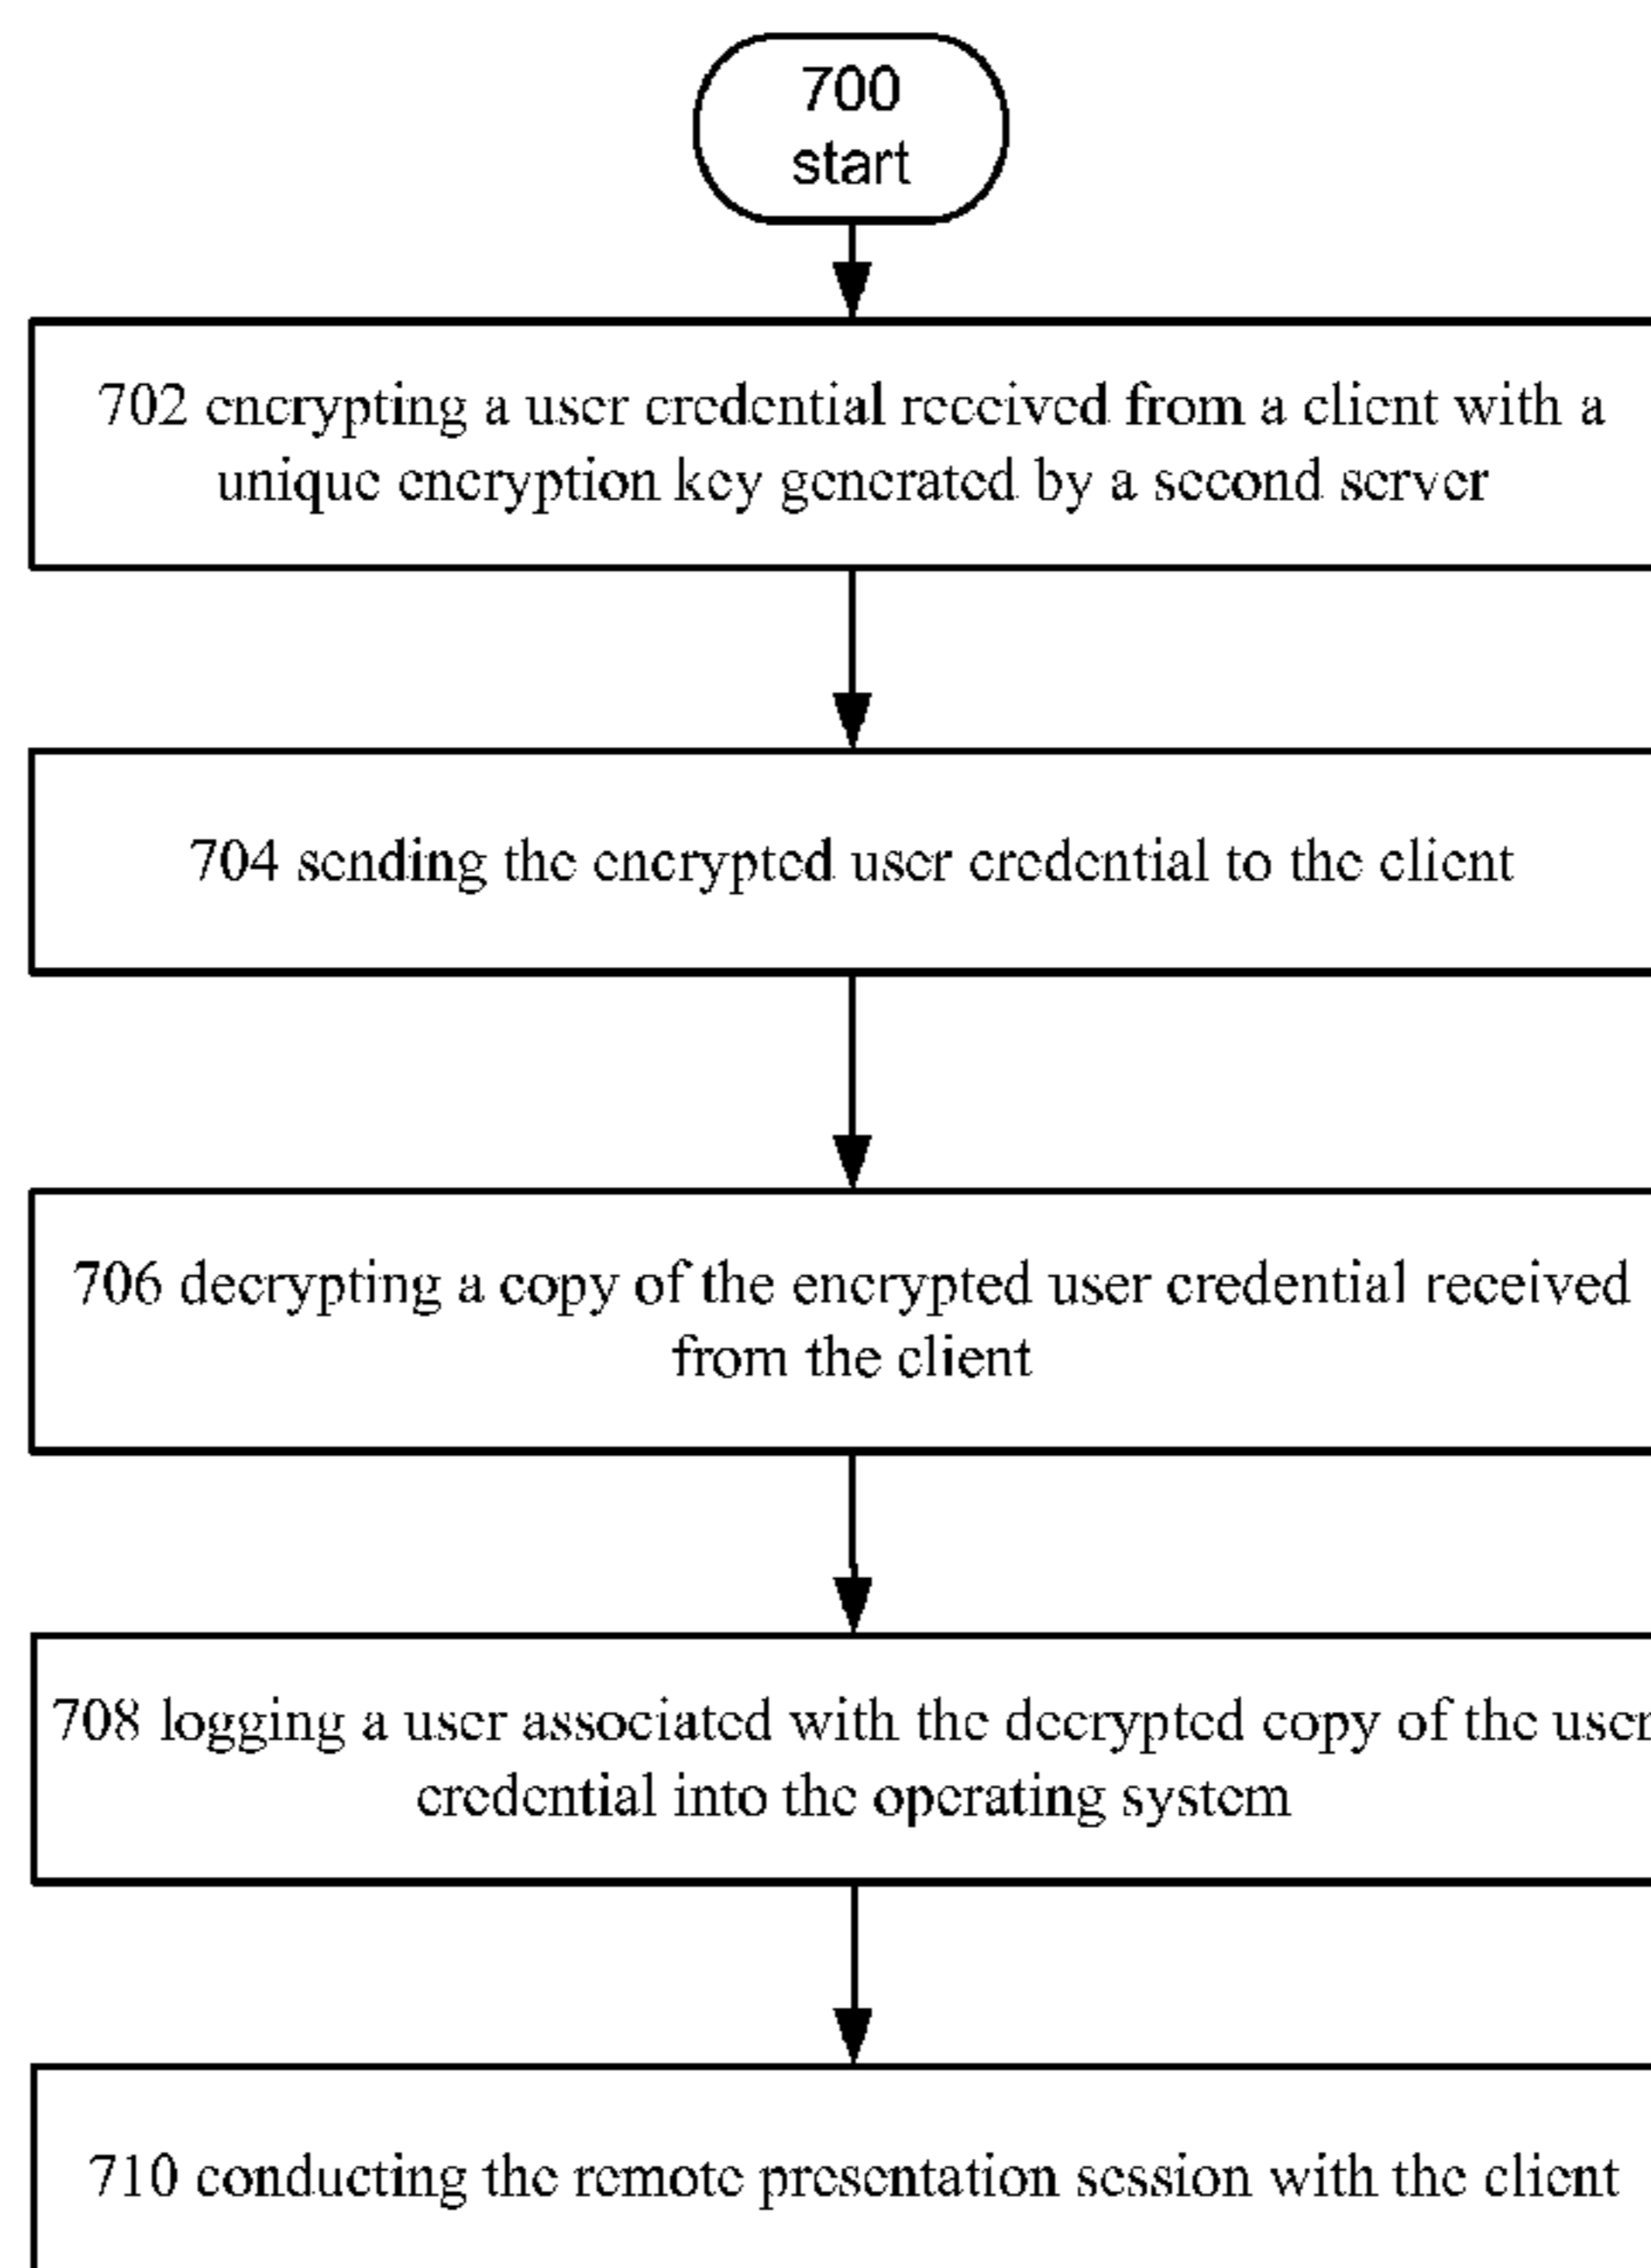 700
start
702 encrypting a user credential received from a client with a
unique encryption key generated by a second server
704 sending the encrypted user credential to the client
706 decrypting a copy of the encrypted user credential received
from the client
708 logging a user associated with the decrypted copy of the user
credential into the operating system
710 conducting the remote presentation session with the client